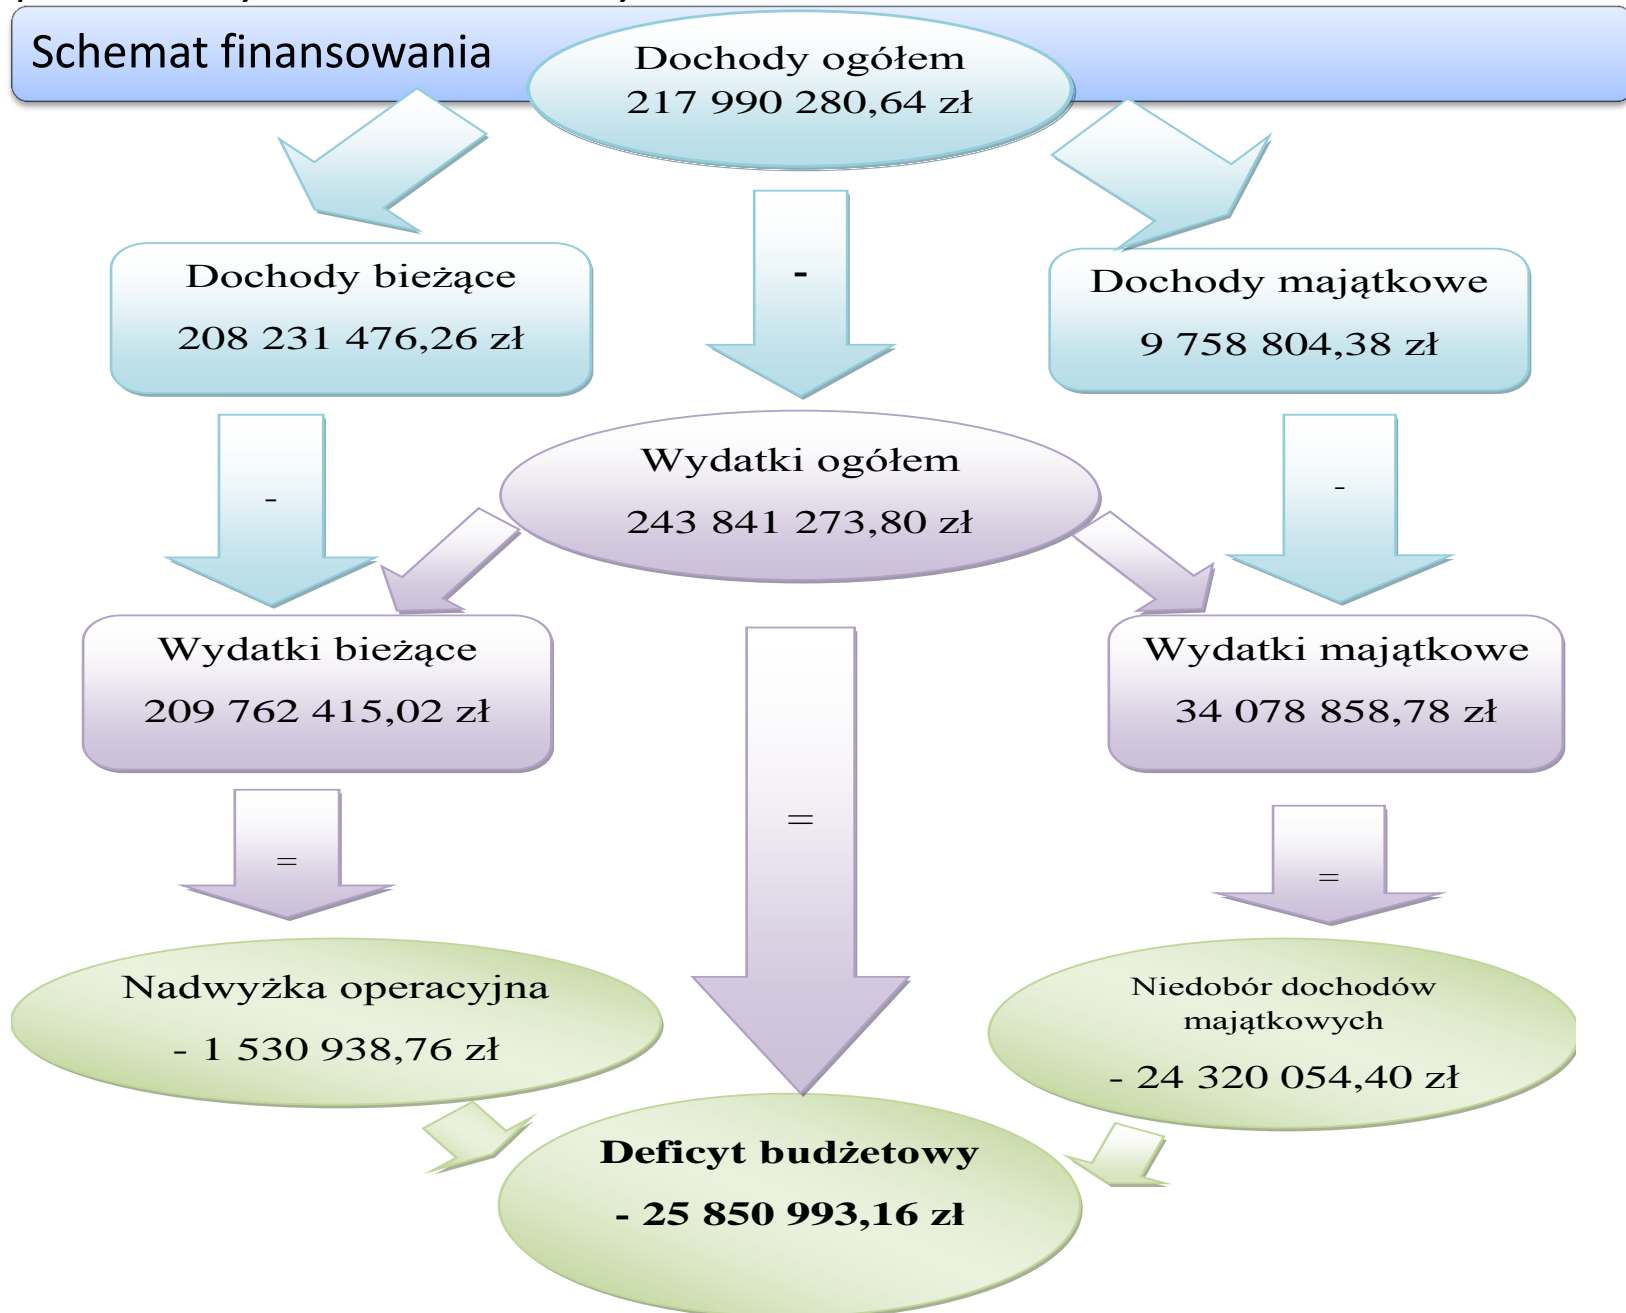 Schemat finansowania
Dochody ogółem
217 990 280,64 zł
Dochody bieżące
208 231 476,26 zł
-
Dochody majątkowe
9 758 804,38 zł
-
Wydatki ogółem
243 841 273,80 zł
-
Wydatki bieżące
209 762 415,02 zł
Wydatki majątkowe
34 078 858,78 zł
=
=
=
Nadwyżka operacyjna
- 1 530 938,76 zł
Niedobór dochodów
majątkowych
- 24 320 054,40 zł
Deficyt budżetowy
- 25 850 993,16 zł